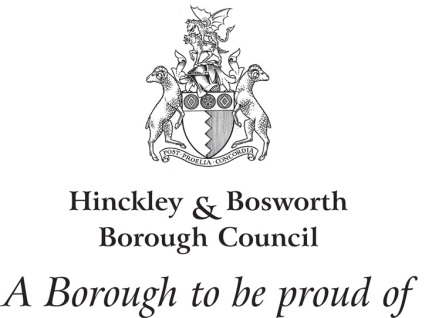 POST · PROELIA · CONCORDIA
Hinckley & Bosworth
Borough Council
A Borough to be proud of